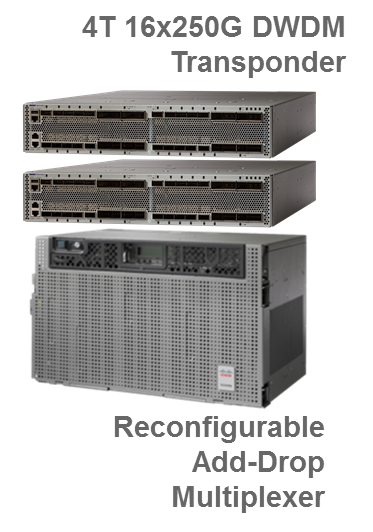 4T 16x250G DWDM
Transponder
Reconfigurable
Add-Drop
Multiplexer